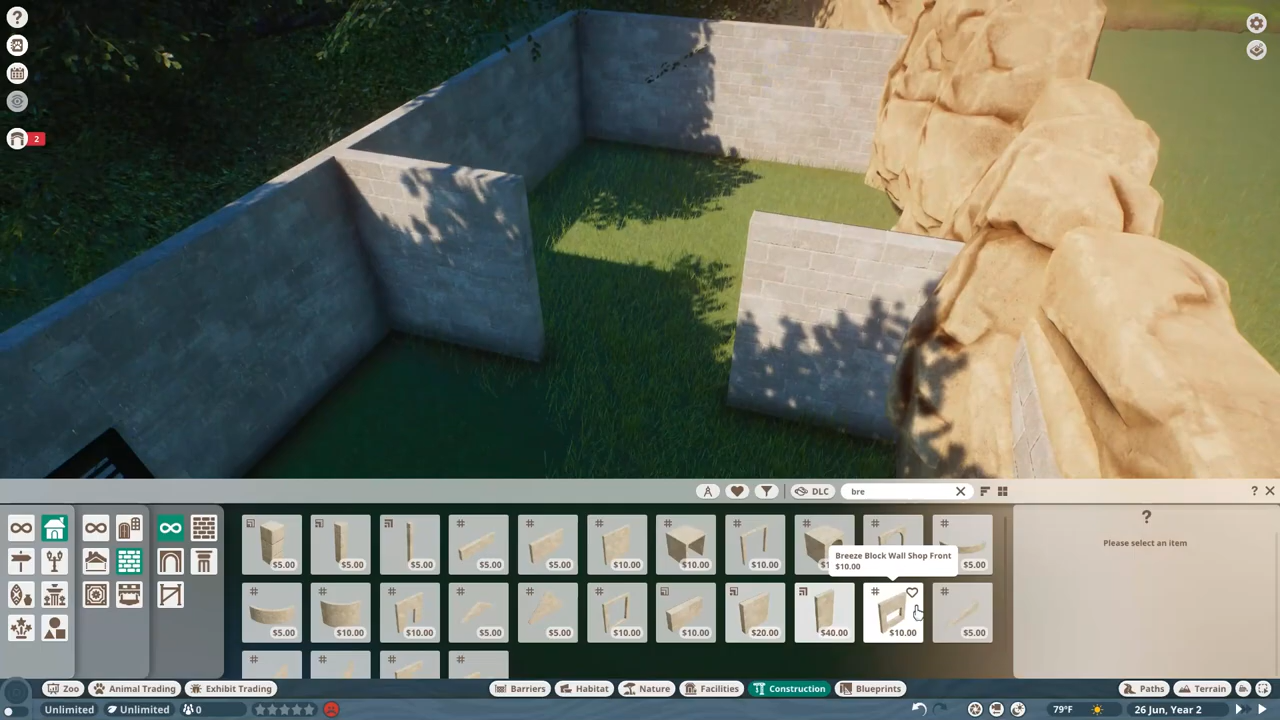 ?
2
DLC
bre
?
$5.00
$5.00
$5.00
$5.00
$5.00
$10.00
$10.00
$10.00
$5.00
Breeze Block Wall Shop Front
$10.00
$5.00
$10.00
$10.00
$5.00
$5.00
$10.00
$10.00
$20.00
$40.00
$10.00
$5.00
?
Please select an item
Zoo
Animal Trading
Exhibit Trading
Barriers
Habitat
Nature
Facilities
Construction
Blueprints
Paths
Terrain
Unlimited
Unlimited
0
79°F
26 Jun, Year 2